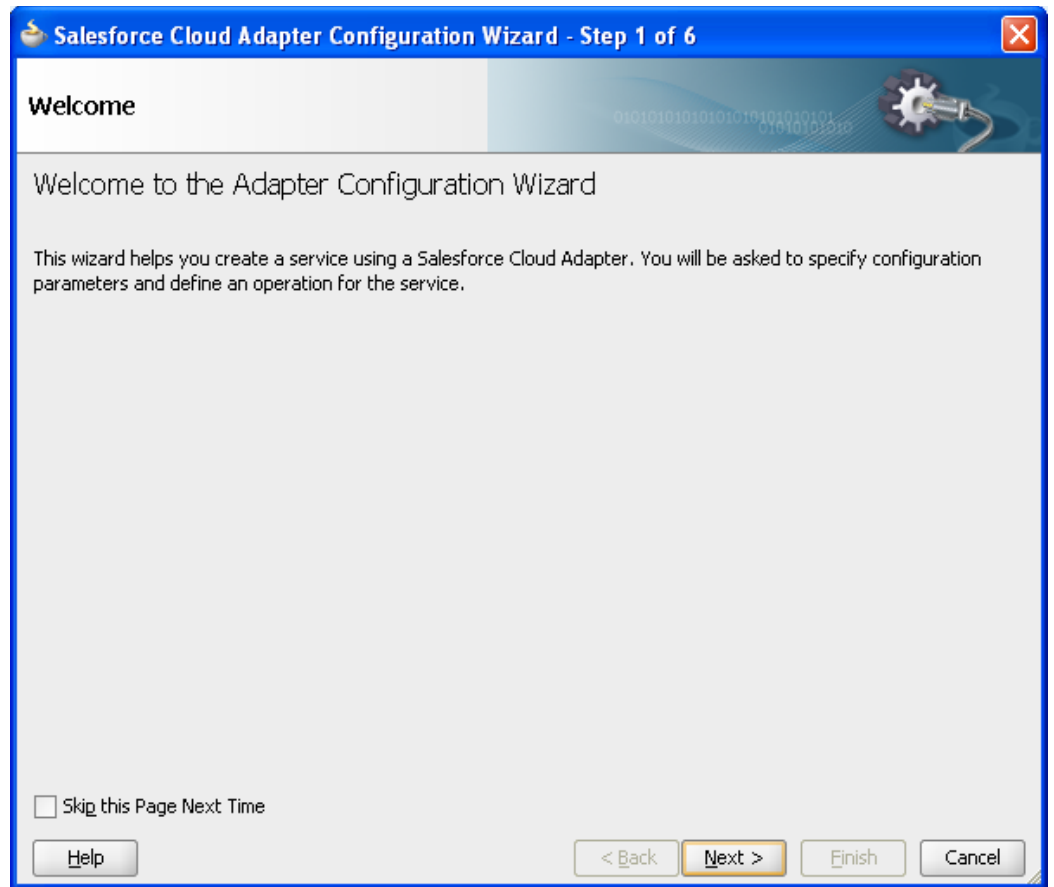 Salesforce Cloud Adapter Configuration Wizard - Step 1 of 6
Welcome
Welcome to the Adapter Configuration Wizard
This wizard helps you create a service using a Salesforce Cloud Adapter. You will be asked to specify configuration
parameters and define an operation for the service.
Skip this Page Next Time
Help
< Back
Next >
Finish
Cancel